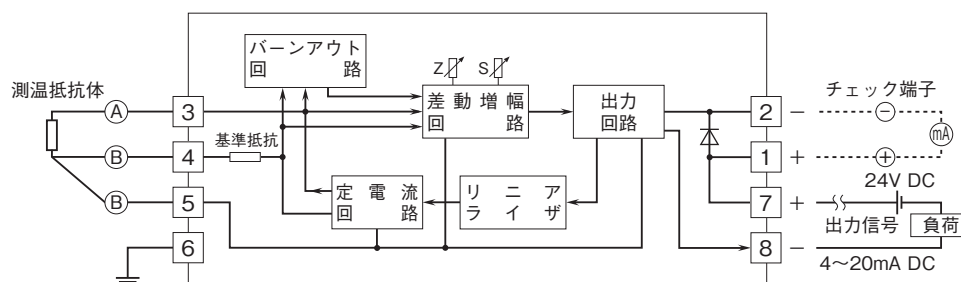 バーンアウト
回 路
測温抵抗体
A
B
B
3
4
5
6
基準抵抗
Z
S
差動増幅
回 路
出力
回路
定電流
回 路
リニア
ライザ
2
1
7
8
−
+
+
−
チェック端子
−
mA
+
24V DC
出力信号
負荷
4〜20mA DC